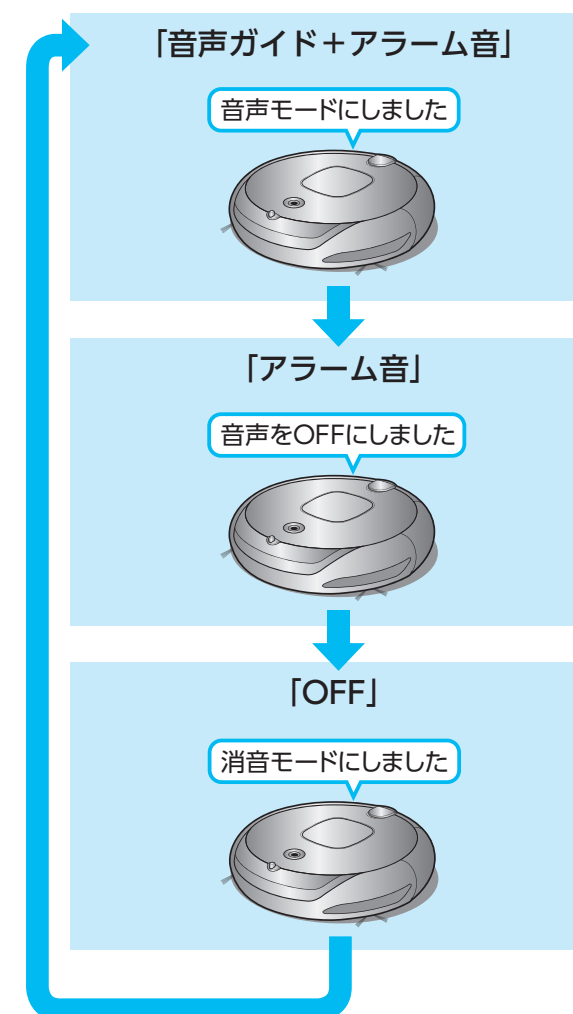 「音声ガイド＋アラーム音」
音声モードにしました
「アラーム音」
音声をOFFにしました
「OFF」
消音モードにしました